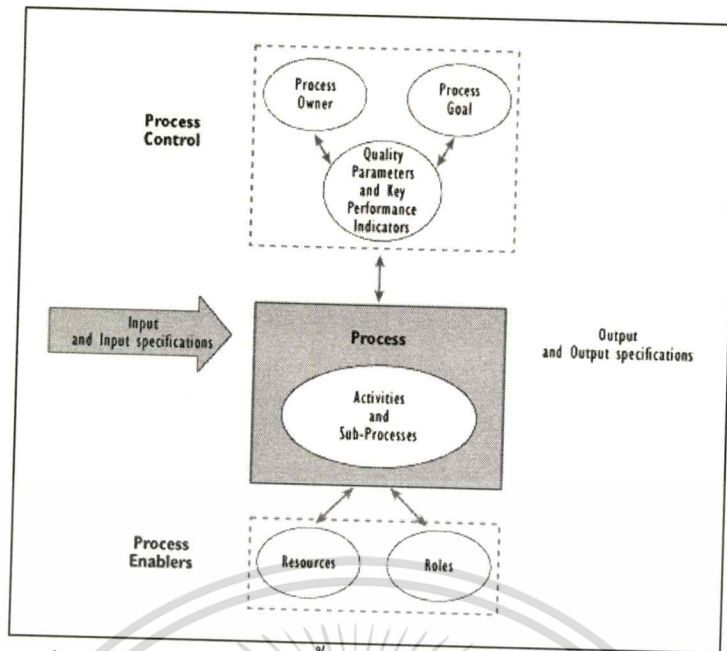 Process
Owner
Process
Goal
Process
Control
Quality
Parameters
and Key
Performance
Indicators
Input
and Input specifications
Process
Output
and Output specifications
Activities
and
Sub-Processes
Process
Enablers
Resources
Roles